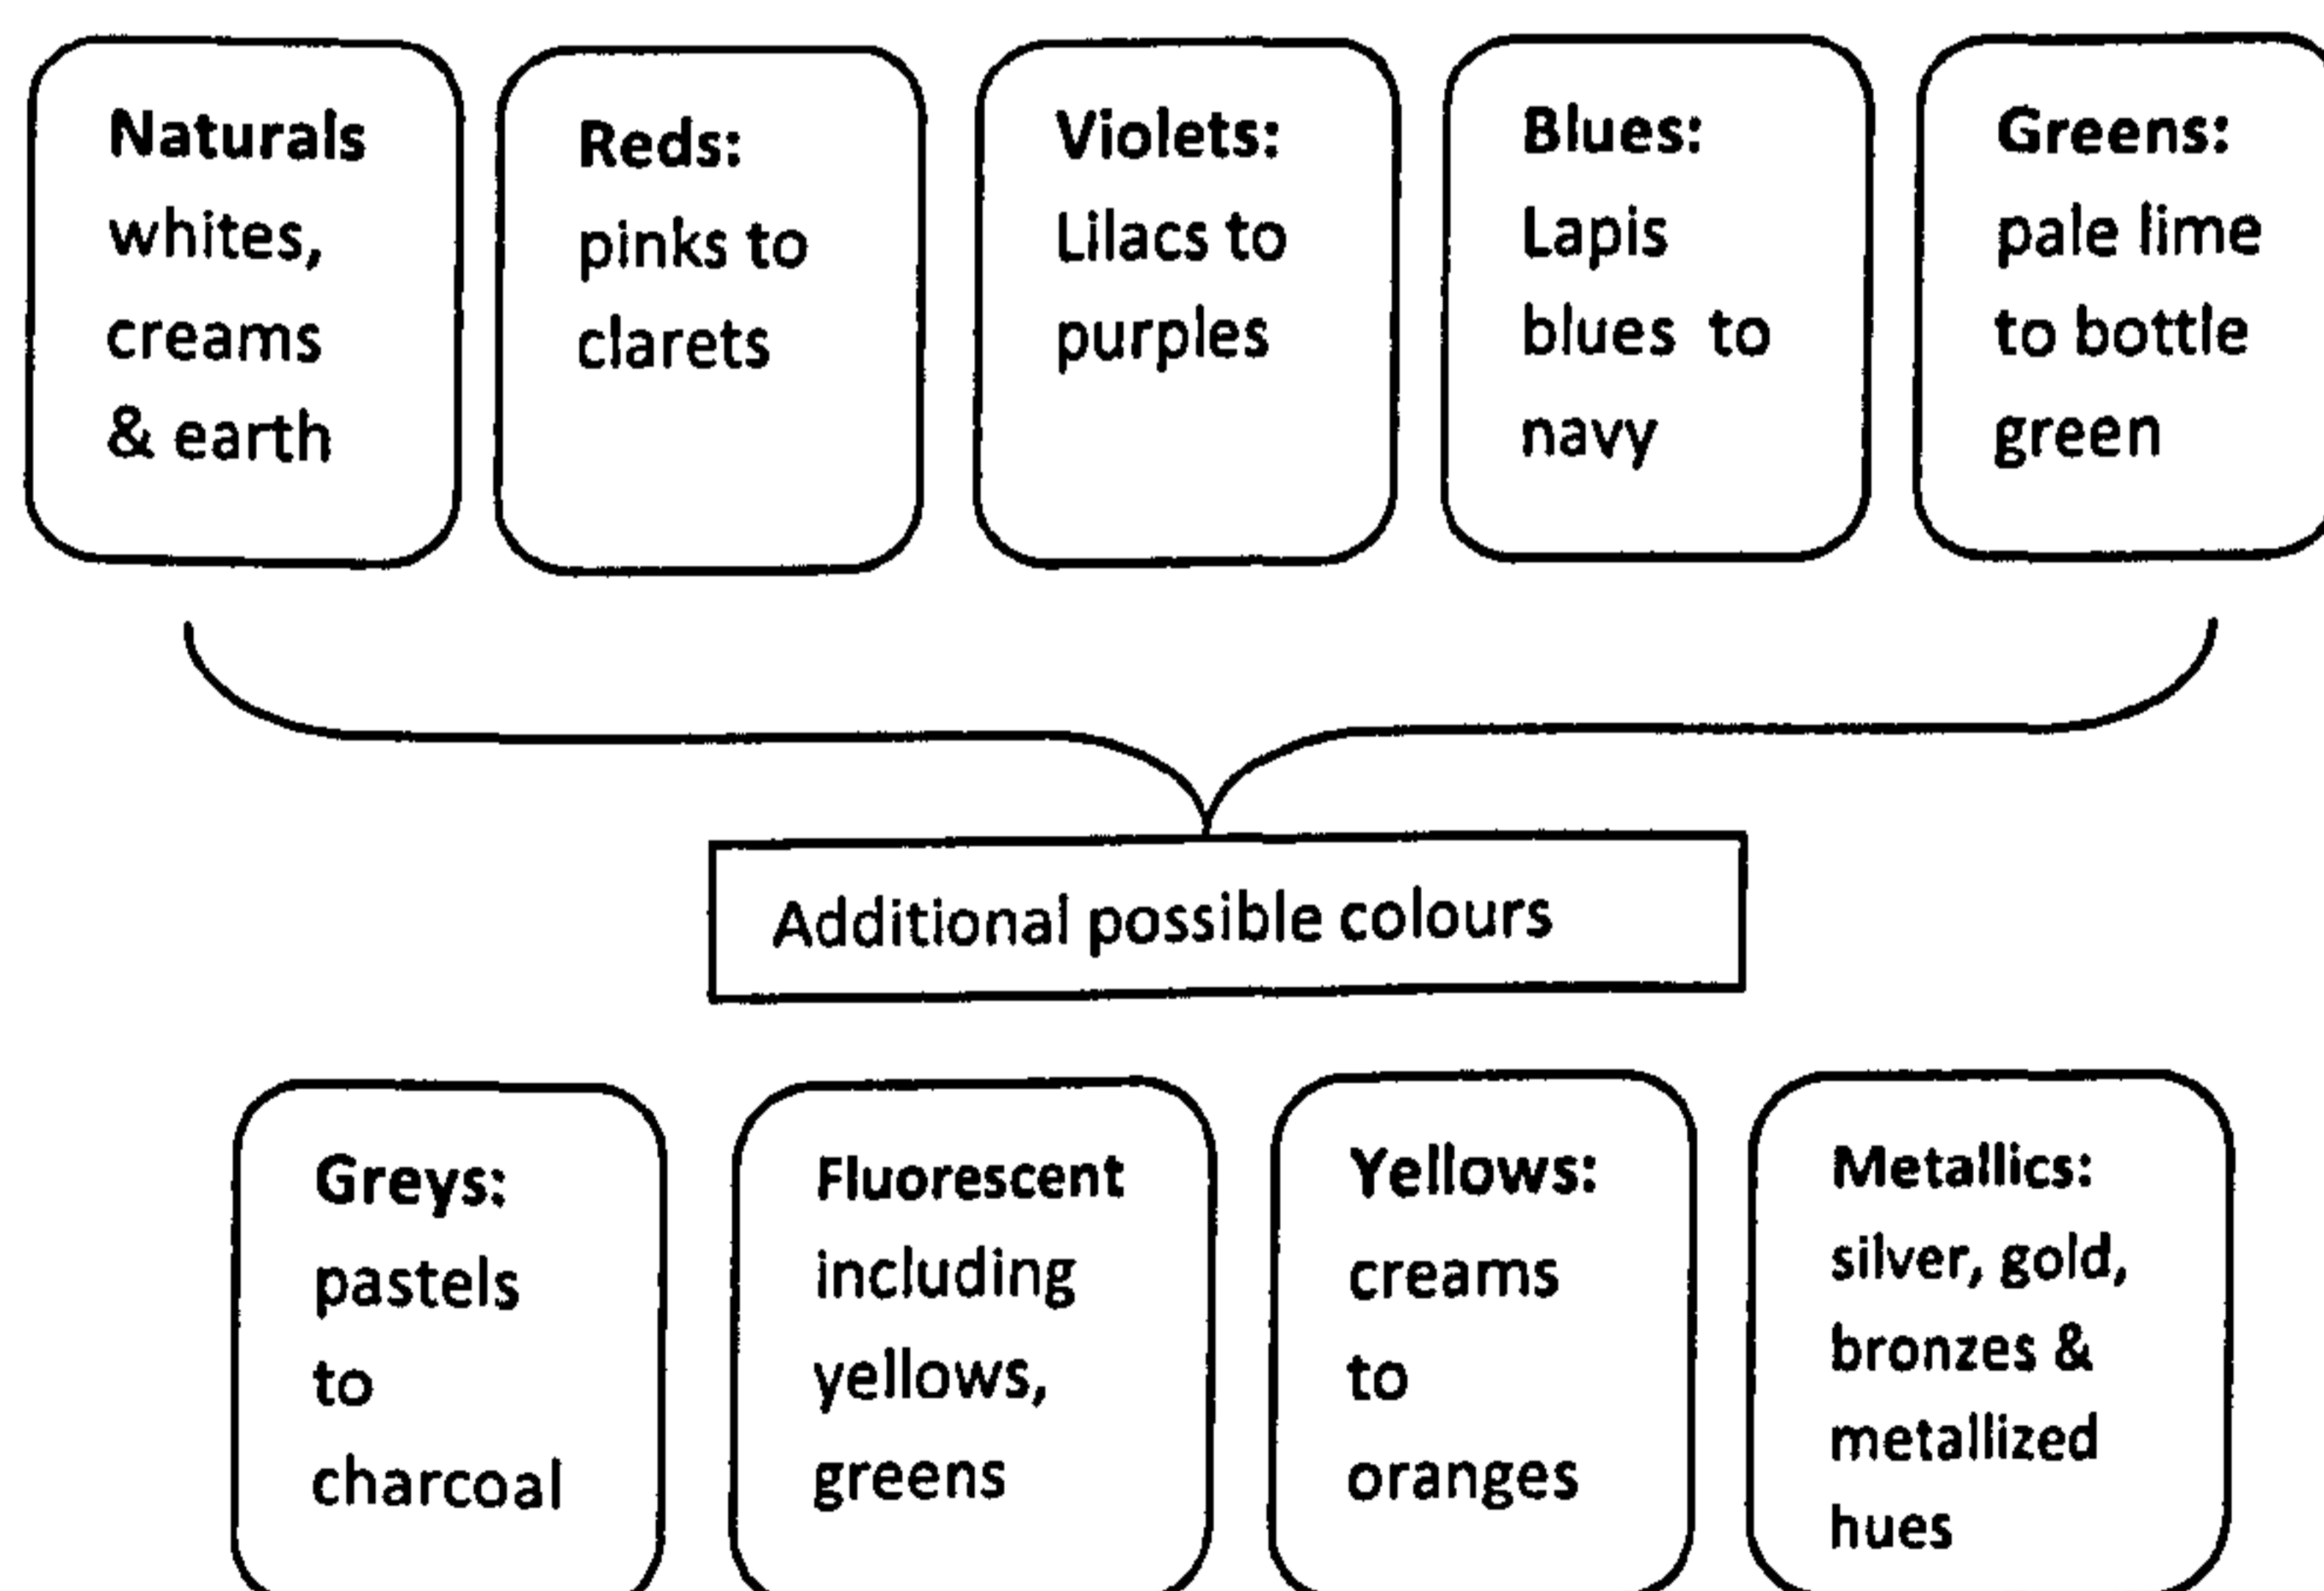 Naturals
whites,
creams
& earth
Reds:
pinks to
clarets
Violets:
Lilacs to
purples
Blues:
Lapis
blues to
navy
Greens:
pale lime
to bottle
green
Additional possible colours
Greys:
pastels
to
charcoal
Fluorescent
including
yellows,
greens
Yellows:
creams
to
oranges
Metallics:
silver, gold,
bronzes &
metallized
hues